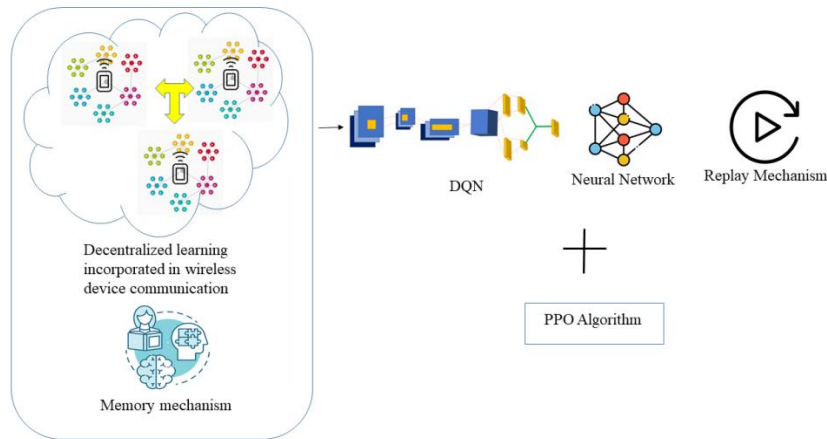 Decentralized learning
incorporated in wireless
device communication
Memory mechanism
DQN
Neural Network
Replay Mechanism
PPO Algorithm